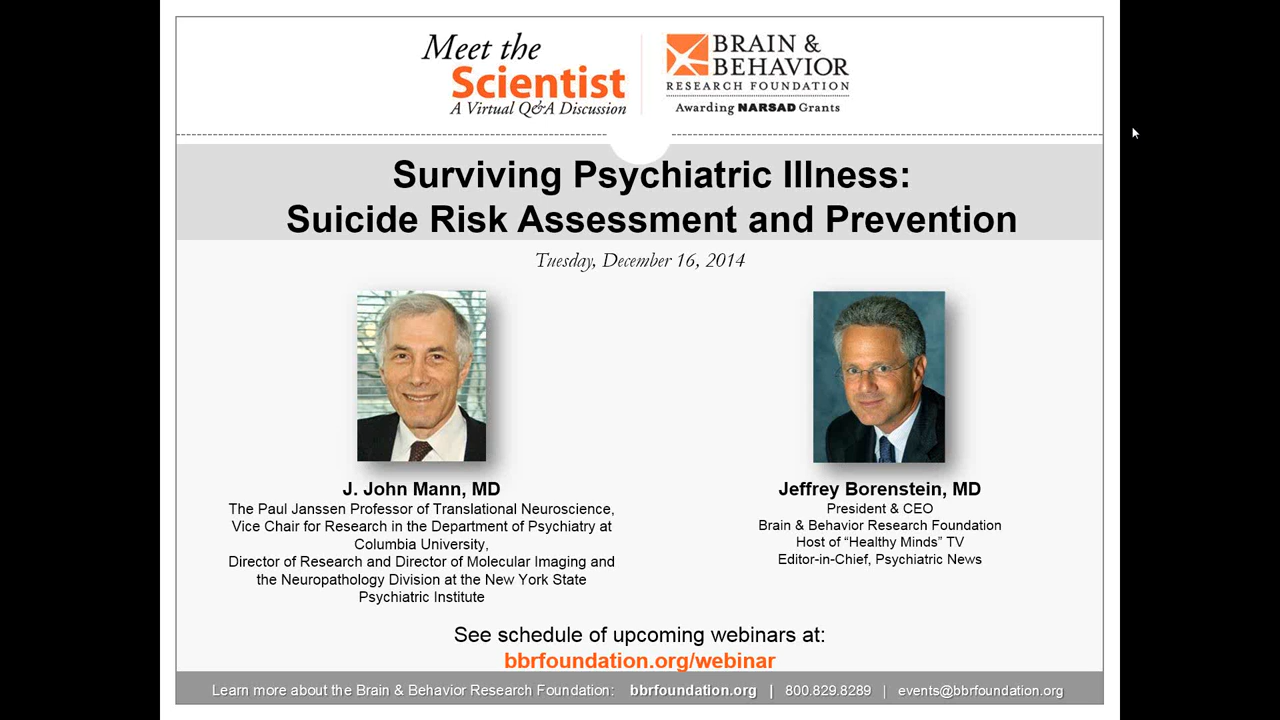 Meet the
Scientist
A Virtual Q&A Discussion
BRAIN &
BEHAVIOR
RESEARCH FOUNDATION
Awarding NARSAD Grants
Surviving Psychiatric Illness:
Suicide Risk Assessment and Prevention
Tuesday, December 16, 2014
J. John Mann, MD
The Paul Janssen Professor of Translational Neuroscience,
Vice Chair for Research in the Department of Psychiatry at
Columbia University,
Director of Research and Director of Molecular Imaging and
the Neuropathology Division at the New York State
Psychiatric Institute
Jeffrey Borenstein, MD
President & CEO
Brain & Behavior Research Foundation
Host of “Healthy Minds” TV
Editor-in-Chief, Psychiatric News
See schedule of upcoming webinars at:
bbrfoundation.org/webinar
Learn more about the Brain & Behavior Research Foundation: bbrfoundation.org | 800.829.8289 | events@bbrfoundation.org